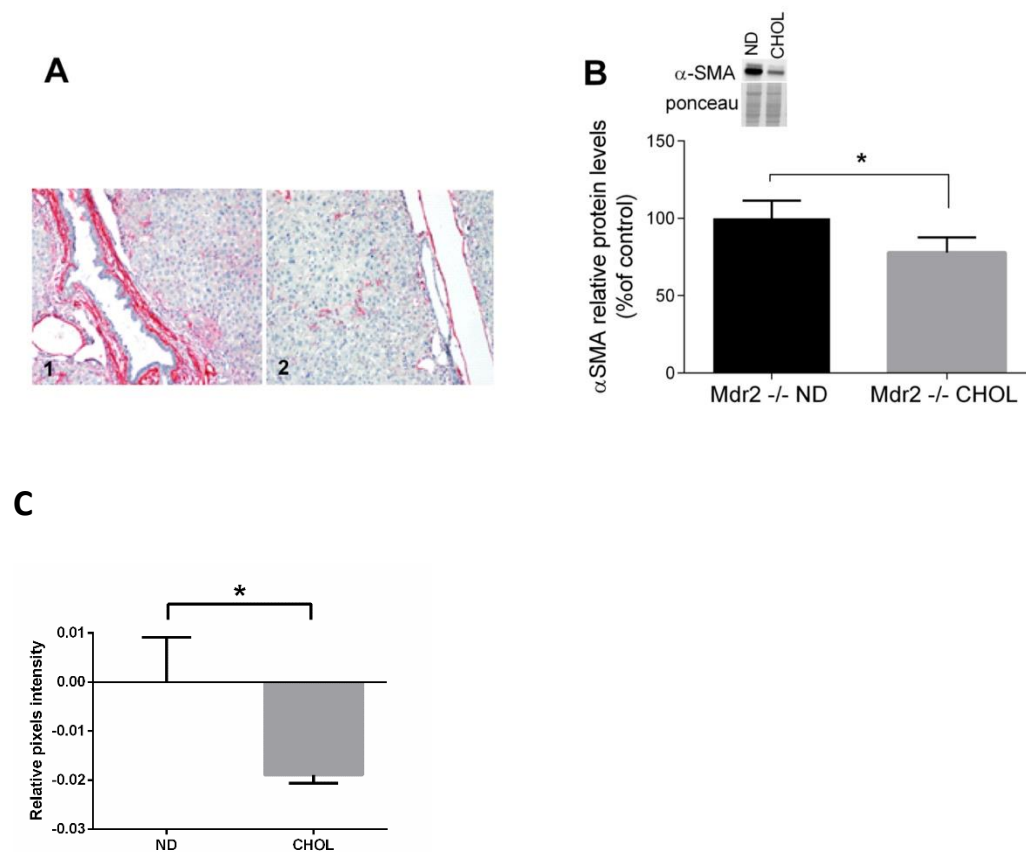 A
1
2
B
ND
CHOL
α-SMA
ponceau
αSMA relative protein levels
(%of control)
150
100
50
0
*
Mdr2 -/- ND
Mdr2 -/- CHOL
C
Relative pixels intensity
0.01
0.00
-0.01
-0.02
-0.03
*
ND
CHOL